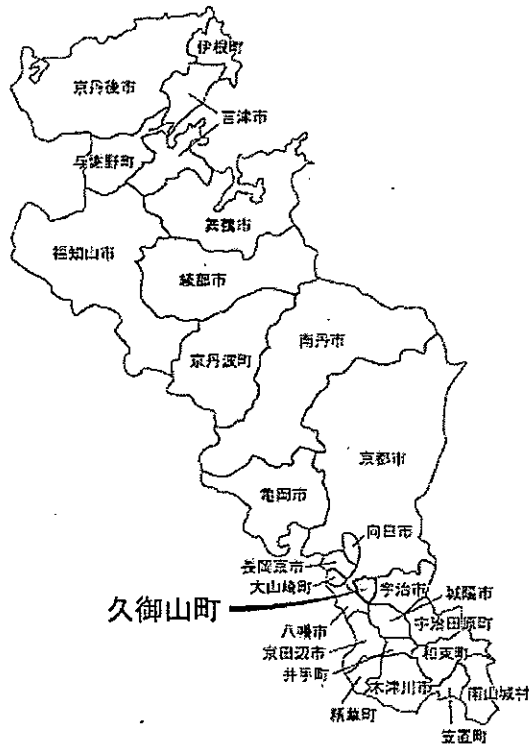 伊根町
京丹後市
宮津市
与謝野町
舞鶴市
福知山市
綾部市
南丹市
京丹波町
京都市
亀岡市
向日市
長岡京市
大山崎町
宇治市
城陽市
久御山町
宇治田原町
八幡市
京田辺市
和束町
井手町
木津川市
南山城村
精華町
笠置町